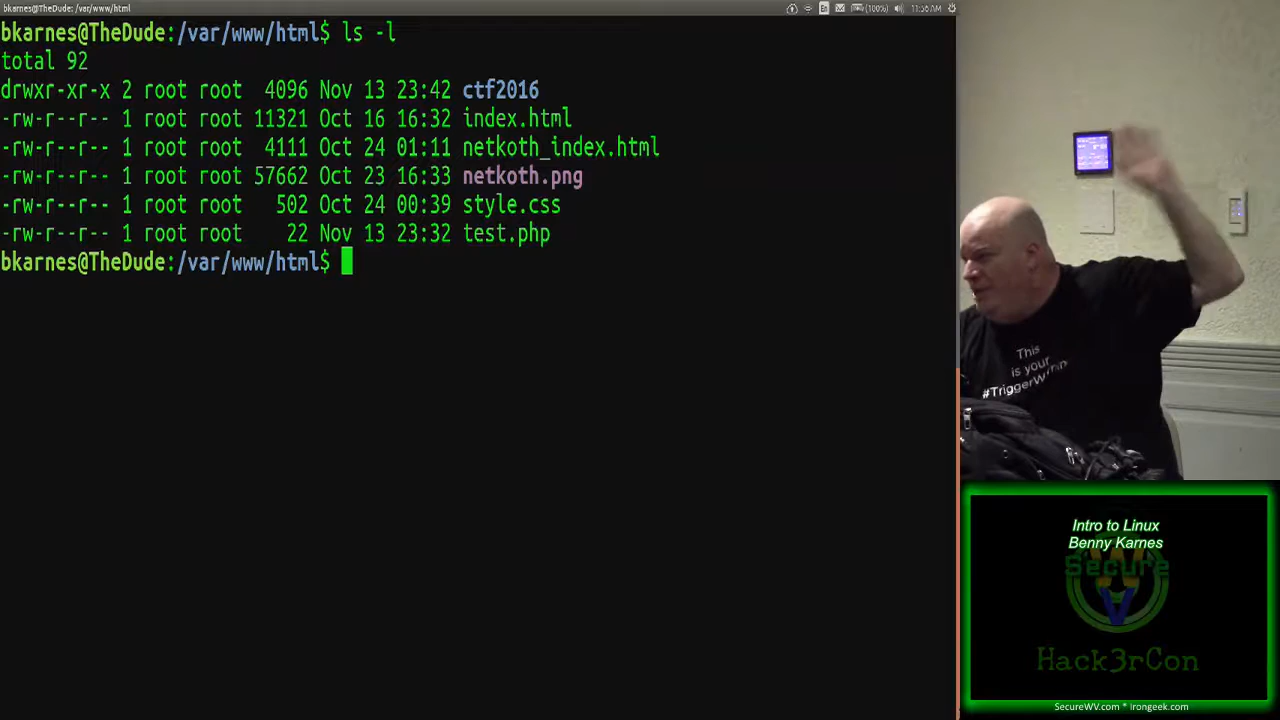 bkarnes@TheDude: /var/www/html
(100%) 11:56 AM
bkarnes@TheDude:/var/www/html$ ls -l
total 92
drwxr-xr-x 2 root root 4096 Nov 13 23:42 ctf2016
-rw-r--r-- 1 root root 11321 Oct 16 16:32 index.html
-rw-r--r-- 1 root root 4111 Oct 24 01:11 netkoth_index.html
-rw-r--r-- 1 root root 57662 Oct 23 16:33 netkoth.png
-rw-r--r-- 1 root root 502 Oct 24 00:39 style.css
-rw-r--r-- 1 root root 22 Nov 13 23:32 test.php
bkarnes@TheDude:/var/www/html$
This
is your
Intro to Linux
Benny Karnes
Secure
W
V
Hack3rCon
SecureWV.com * irongeek.com